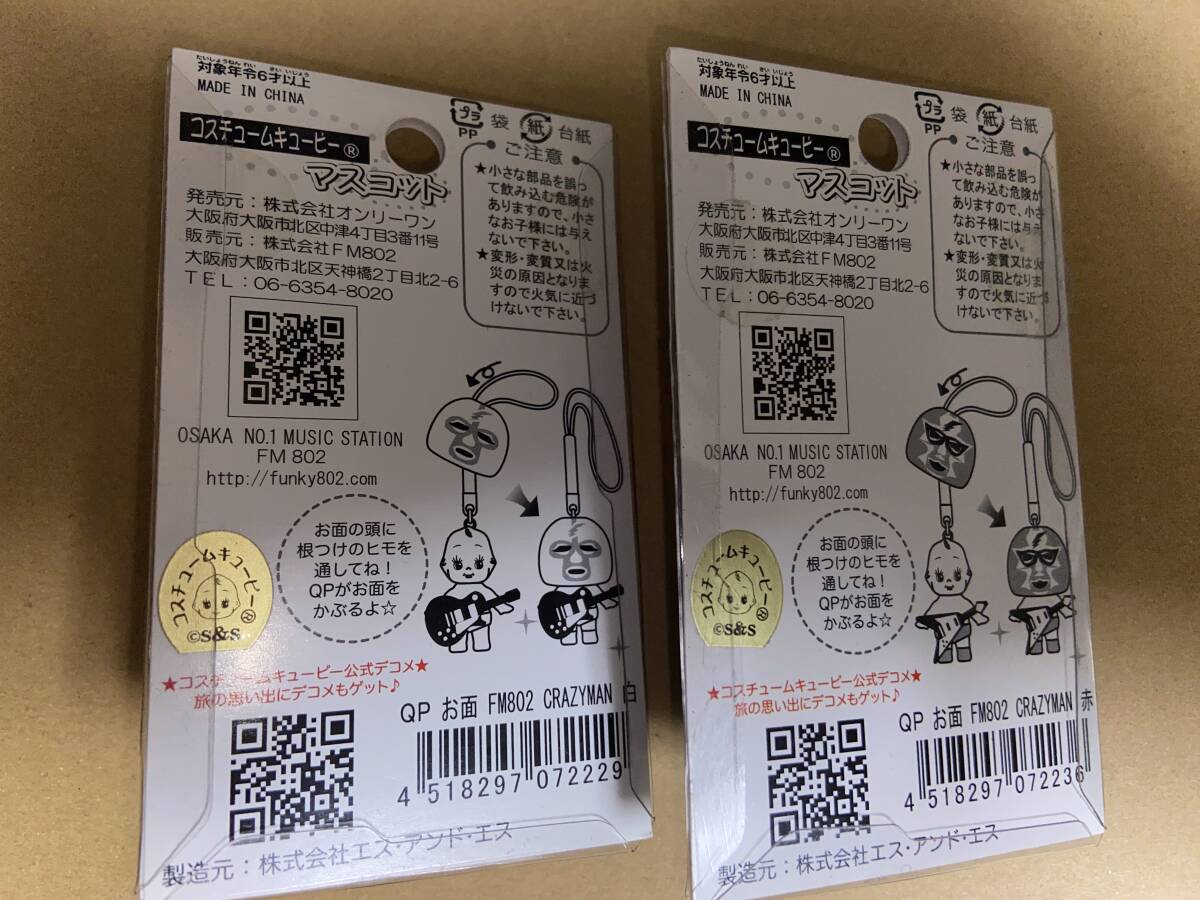 たいしょうねんれい さい いじょう
対象年令6才以上
MADE IN CHINA
プラ 袋 紙 台紙
PP
コスチュームキューピー®
マスコット
ご注意
★小さな部品を誤っ
て飲み込む危険が
ありますので、小さ
なお子様には与え
ないで下さい。
★変形・変質又は火
災の原因となりま
すので火気に近づ
けないで下さい。
発売元：株式会社オンリーワン
大阪府大阪市北区中津4丁目3番11号
販売元：株式会社FM802
大阪府大阪市北区天神橋2丁目北2-6
TEL：06-6354-8020
OSAKA NO.1 MUSIC STATION
FM 802
http://funky802.com
お面の頭に
根つけのヒモを
通してね！
QPがお面を
かぶるよ☆
コスチュームキューピー®
©S&S
★コスチュームキューピー公式デコメ★
旅の思い出にデコメもゲット♪
QP お面 FM802 CRAZYMAN 白
4 518297 072229
製造元：株式会社エス・アンド・エス
たいしょうねんれい さい いじょう
対象年令6才以上
MADE IN CHINA
プラ 袋 紙 台紙
PP
コスチュームキューピー®
マスコット
ご注意
★小さな部品を誤っ
て飲み込む危険が
ありますので、小さ
なお子様には与え
ないで下さい。
★変形・変質又は火
災の原因となりま
すので火気に近づ
けないで下さい。
発売元：株式会社オンリーワン
大阪府大阪市北区中津4丁目3番11号
販売元：株式会社FM802
大阪府大阪市北区天神橋2丁目北2-6
TEL：06-6354-8020
OSAKA NO.1 MUSIC STATION
FM 802
http://funky802.com
お面の頭に
根つけのヒモを
通してね！
QPがお面を
かぶるよ☆
コスチュームキューピー®
©S&S
★コスチュームキューピー公式デコメ★
旅の思い出にデコメもゲット♪
QP お面 FM802 CRAZYMAN 赤
4 518297 072236
製造元：株式会社エス・アンド・エス